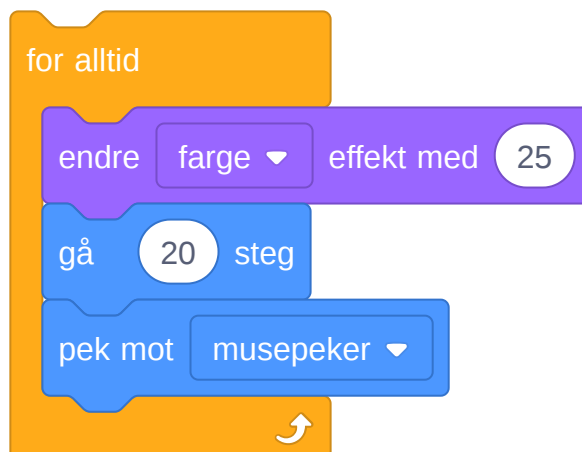 for alltid
endre farge effekt med 25
gå 20 steg
pek mot musepeker